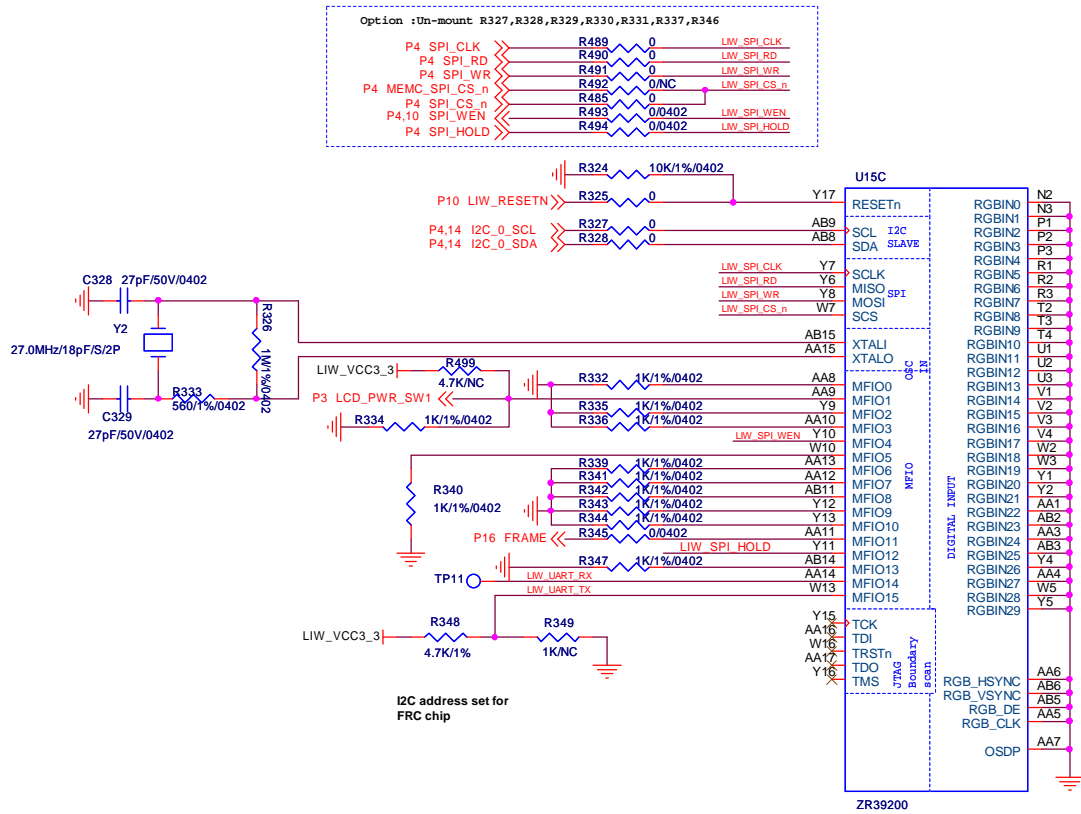 Option :Un-mount R327,R328,R329,R330,R331,R337,R346
P4 SPI_CLK R489 0 LIW_SPI_CLK
P4 SPI_RD R490 0 LIW_SPI_RD
P4 SPI_WR R491 0 LIW_SPI_WR
P4 MEMC_SPI_CS_n R492 0/NC LIW_SPI_CS_n
P4 SPI_CS_n R485 0
P4,10 SPI_WEN R493 0/0402 LIW_SPI_WEN
P4 SPI_HOLD R494 0/0402 LIW_SPI_HOLD
R324 10K/1%/0402
P10 LIW_RESETN R325 0
P4,14 I2C_0_SCL R327 0
P4,14 I2C_0_SDA R328 0
LIW_SPI_CLK
LIW_SPI_RD
LIW_SPI_WR
LIW_SPI_CS_n
C328 27pF/50V/0402
Y2
27.0MHz/18pF/S/2P
R326
1M/1%/0402
R333
560/1%/0402
C329
27pF/50V/0402
LIW_VCC3_3 R499
4.7K/NC
P3 LCD_PWR_SW1
R334 1K/1%/0402
R332 1K/1%/0402
R335 1K/1%/0402
R336 1K/1%/0402
LIW_SPI_WEN
R340
1K/1%/0402
R339 1K/1%/0402
R341 1K/1%/0402
R342 1K/1%/0402
R343 1K/1%/0402
R344 1K/1%/0402
P16 FRAME R345 0/0402
LIW_SPI_HOLD
R347 1K/1%/0402
TP11 LIW_UART_RX
LIW_UART_TX
LIW_VCC3_3 R348
4.7K/1%
R349
1K/NC
I2C address set for
FRC chip
U15C
Y17 RESETn
AB9 SCL
AB8 SDA
I2C
SLAVE
Y7 SCLK
Y6 MISO
Y8 MOSI
W7 SCS
SPI
AB15 XTALI
AA15 XTALO
OSC
IN
AA8 MFIO0
AA9 MFIO1
Y9 MFIO2
AA10 MFIO3
Y10 MFIO4
W10 MFIO5
AA13 MFIO6
AA12 MFIO7
AB11 MFIO8
Y12 MFIO9
Y13 MFIO10
AA11 MFIO11
Y11 MFIO12
AB14 MFIO13
AA14 MFIO14
W13 MFIO15
MFIO
Y15 TCK
AA16 TDI
W16 TRSTn
AA17 TDO
Y16 TMS
JTAG
Boundary
scan
DIGITAL INPUT
RGBIN0 N2
RGBIN1 N3
RGBIN2 P1
RGBIN3 P2
RGBIN4 P3
RGBIN5 R1
RGBIN6 R2
RGBIN7 R3
RGBIN8 T2
RGBIN9 T3
RGBIN10 T4
RGBIN11 U1
RGBIN12 U2
RGBIN13 U3
RGBIN14 V1
RGBIN15 V2
RGBIN16 V3
RGBIN17 V4
RGBIN18 W2
RGBIN19 W3
RGBIN20 Y1
RGBIN21 Y2
RGBIN22 AA1
RGBIN23 AB2
RGBIN24 AA3
RGBIN25 AB3
RGBIN26 Y4
RGBIN27 AA4
RGBIN28 W5
RGBIN29 Y5
RGB_HSYNC AA6
RGB_VSYNC AB6
RGB_DE AB5
RGB_CLK AA5
OSDP AA7
ZR39200